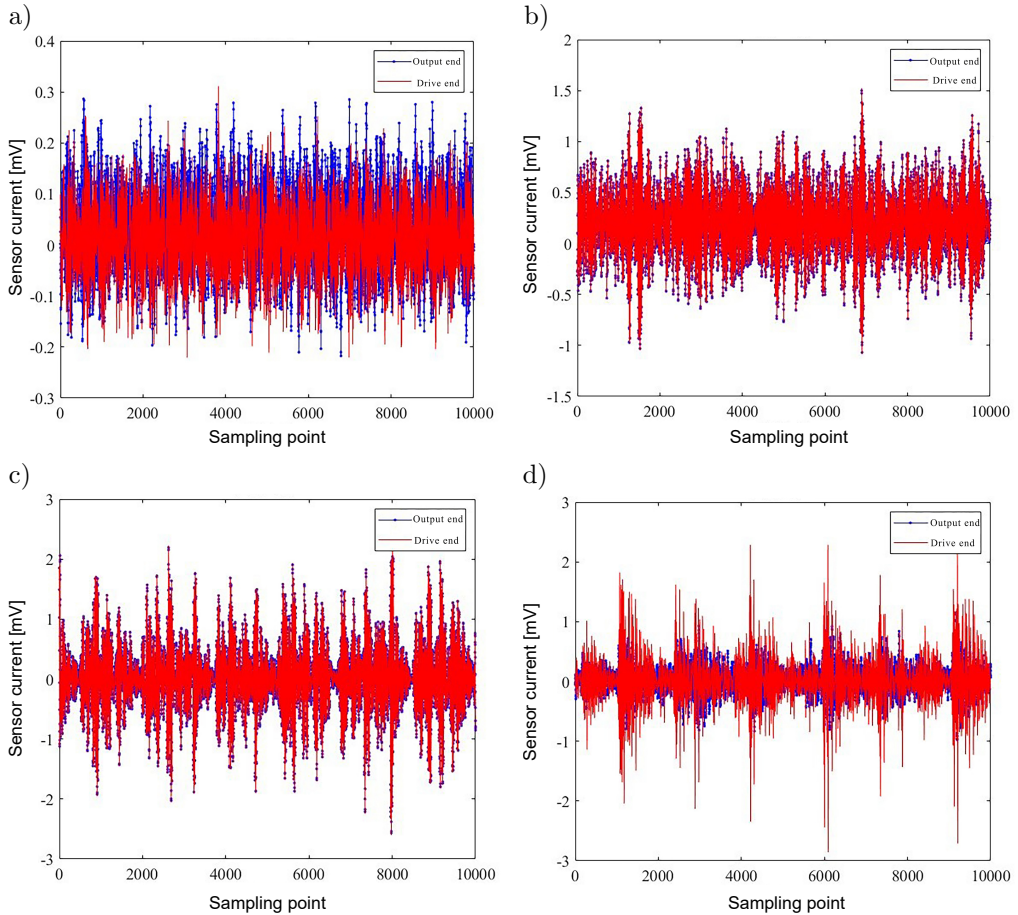 a)
0.4
0.3
0.2
0.1
0
-0.1
-0.2
-0.3
Sensor current [mV]
Output end
Drive end
0 2000 4000 6000 8000 10000
Sampling point
b)
2
1.5
1
0.5
0
-0.5
-1
-1.5
Sensor current [mV]
Output end
Drive end
0 2000 4000 6000 8000 10000
Sampling point
c)
3
2
1
0
-1
-2
-3
Sensor current [mV]
Output end
Drive end
0 2000 4000 6000 8000 10000
Sampling point
d)
3
2
1
0
-1
-2
-3
Sensor current [mV]
Output end
Drive end
0 2000 4000 6000 8000 10000
Sampling point